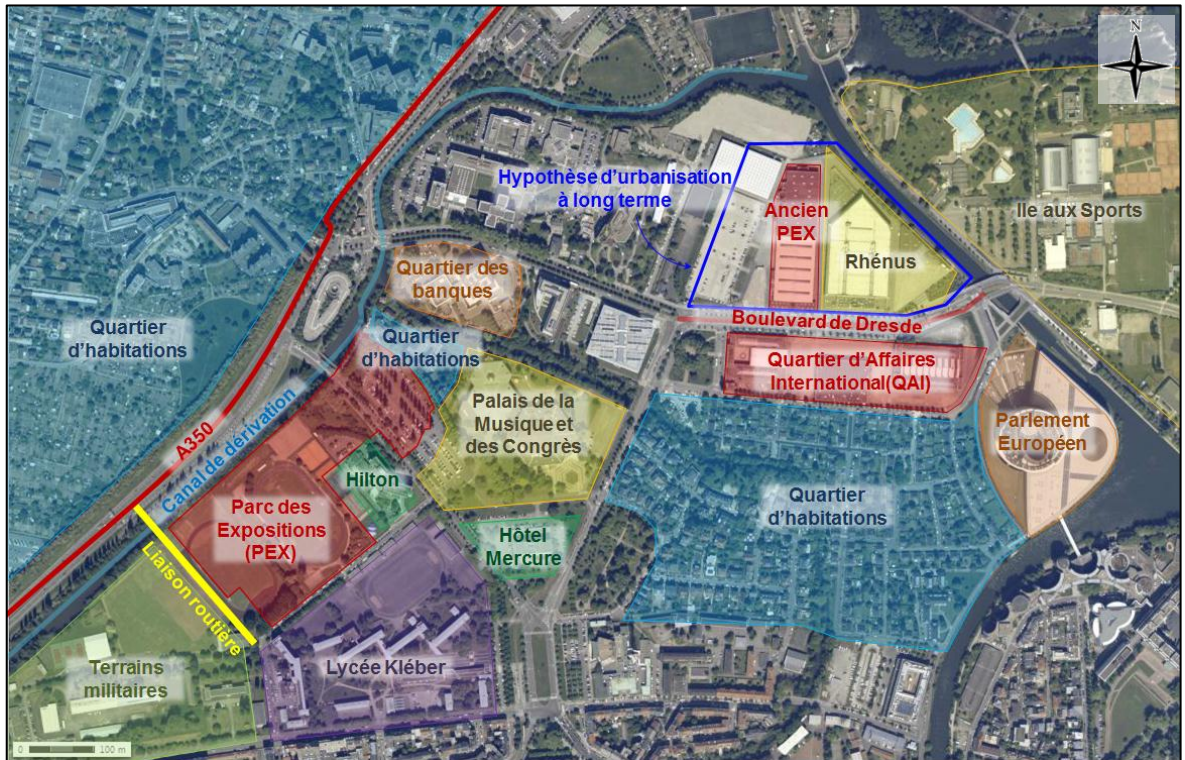 N
Hypothèse d'urbanisation
à long terme
Ancien
PEX
Rhénus
Ile aux Sports
Quartier des
banques
Boulevard de Dresde
Quartier
d'habitations
Quartier
d'habitations
Quartier d'Affaires
International(QAI)
Palais de la
Musique et
des Congrès
Parlement
Européen
A350
Canal de dérivation
Hilton
Parc des
Expositions
(PEX)
Quartier
d'habitations
Hôtel
Mercure
Liaison routière
Terrains
militaires
Lycée Kléber
0 100 m